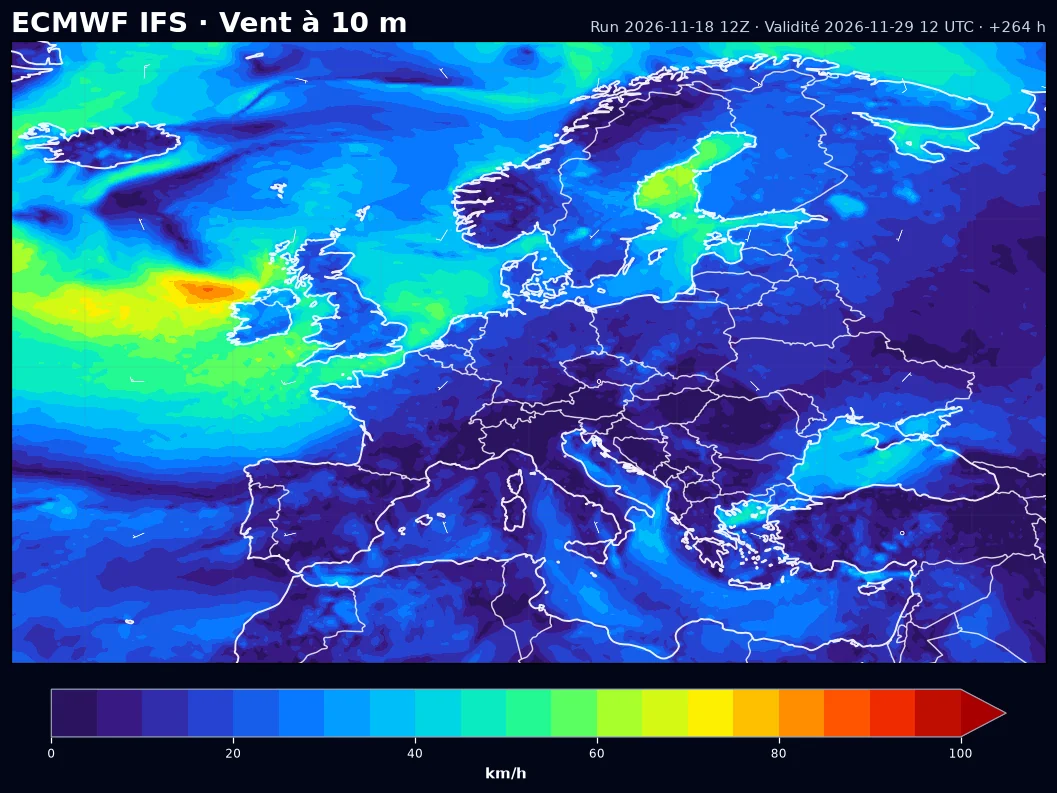 ECMWF IFS · Vent à 10 m
Run 2026-11-18 12Z · Validité 2026-11-29 12 UTC · +264 h
0 20 40 60 80 100
km/h